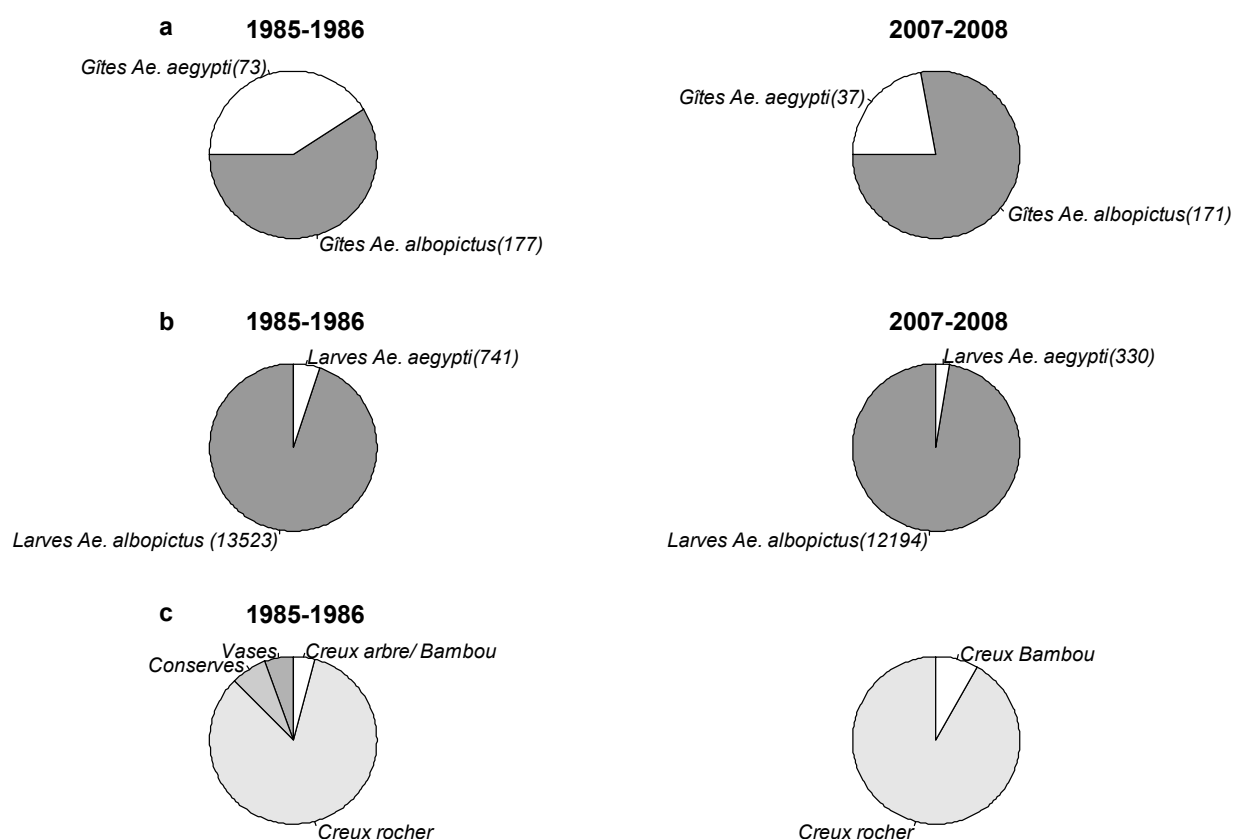 a 1985-1986 2007-2008
Gîtes Ae. aegypti(73)
Gîtes Ae. aegypti(37)
Gîtes Ae. albopictus(177)
Gîtes Ae. albopictus(171)
b 1985-1986 2007-2008
Larves Ae. aegypti(741)
Larves Ae. aegypti(330)
Larves Ae. albopictus (13523)
Larves Ae. albopictus(12194)
c 1985-1986
Vases
Creux arbre/ Bambou
Conserves
Creux Bambou
Creux rocher
Creux rocher